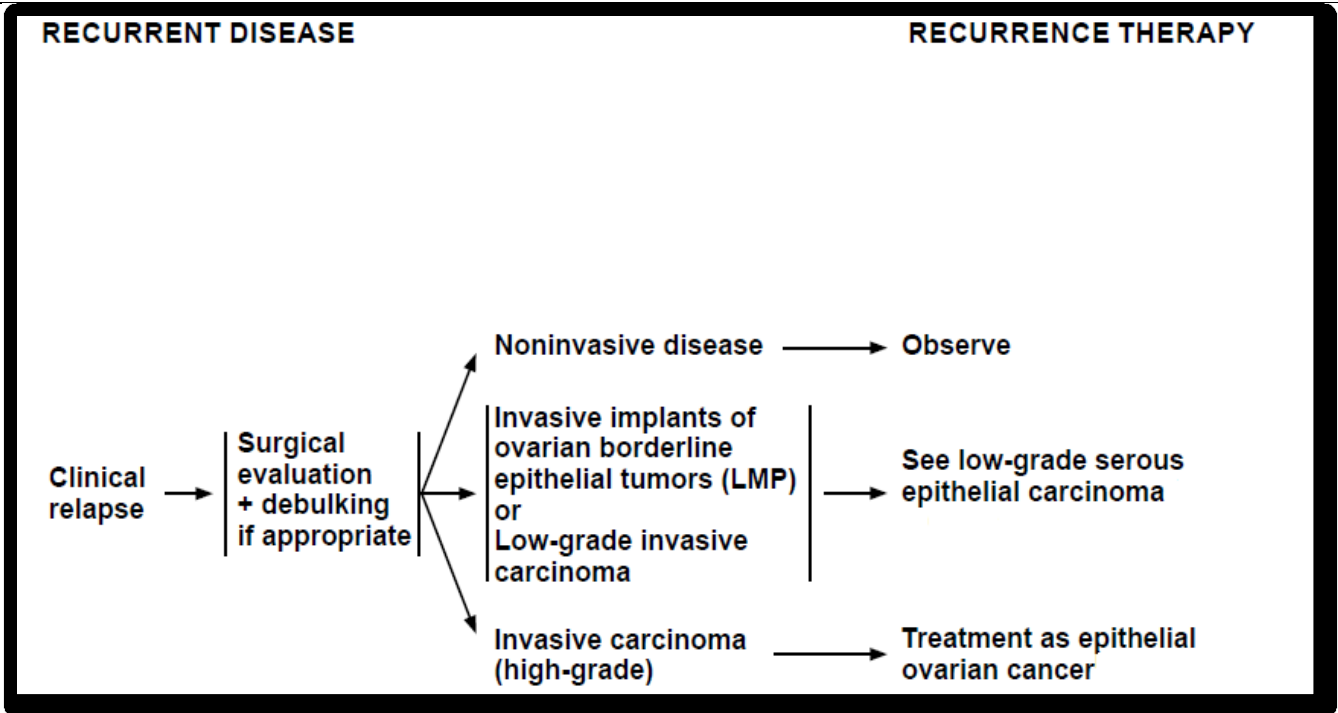 RECURRENT DISEASE
RECURRENCE THERAPY
Clinical
relapse
Surgical
evaluation
+ debulking
if appropriate
Noninvasive disease
Observe
Invasive implants of
ovarian borderline
epithelial tumors (LMP)
or
Low-grade invasive
carcinoma
See low-grade serous
epithelial carcinoma
Invasive carcinoma
(high-grade)
Treatment as epithelial
ovarian cancer